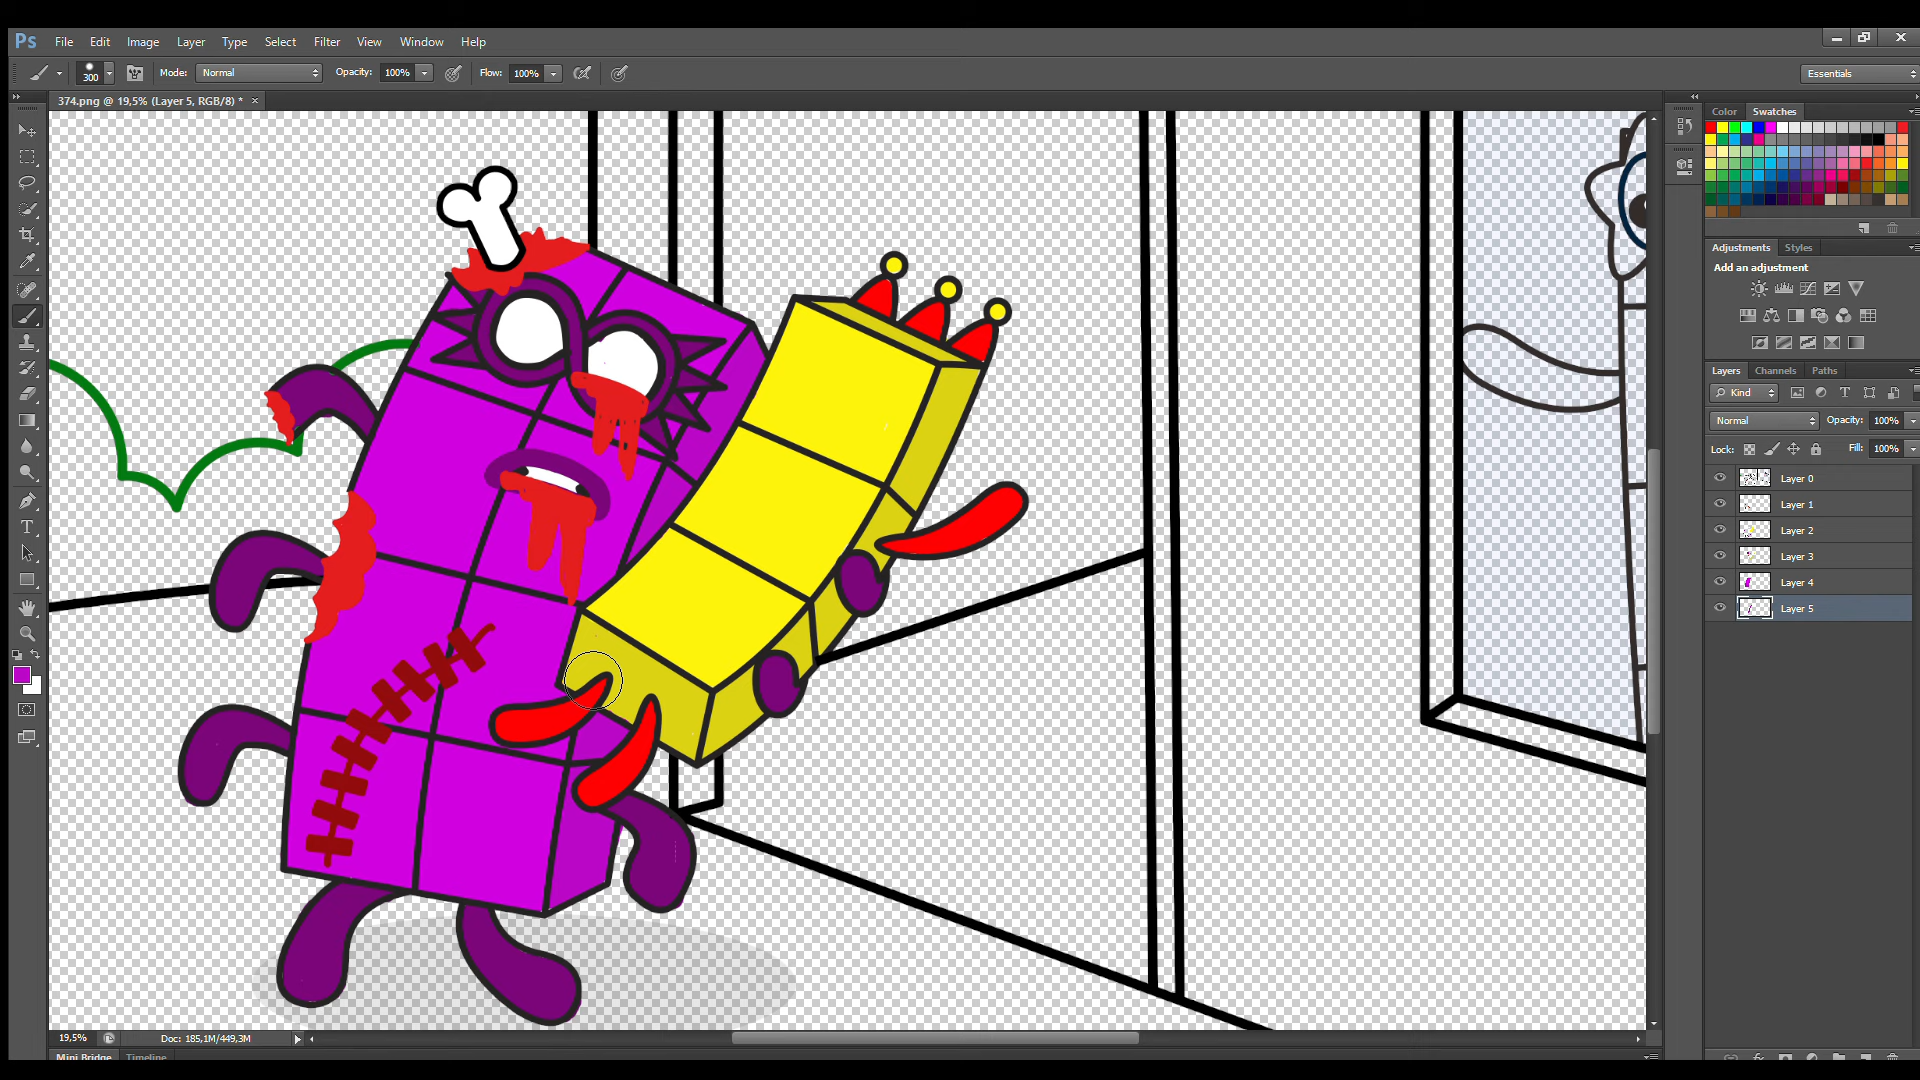 Ps File Edit Image Layer Type Select Filter View Window Help
300 Mode: Normal Opacity: 100% Flow: 100% Essentials
374.png @ 19,5% (Layer 5, RGB/8) * ×
Color Swatches
Adjustments Styles
Add an adjustment
Layers Channels Paths
Kind
Normal Opacity: 100%
Lock: Fill: 100%
Layer 0
Layer 1
Layer 2
Layer 3
Layer 4
Layer 5
19,5% Doc: 185,1M/449,3M
Mini Bridge Timeline